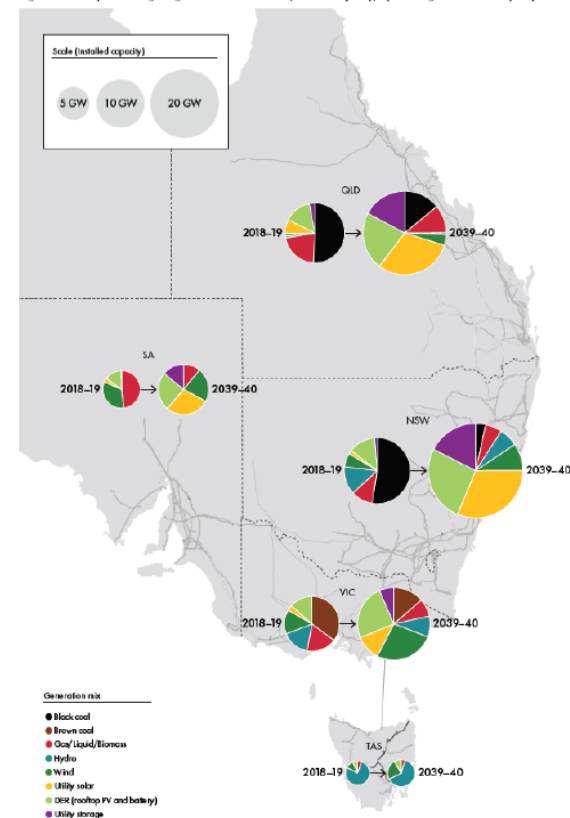 Scale (Installed capacity)
5 GW 10 GW 20 GW
QLD
2018–19 2039–40
SA
2018–19 2039–40
NSW
2018–19 2039–40
VIC
2018–19 2039–40
TAS
2018–19 2039–40
Generation mix
Black coal
Brown coal
Gas/Liquid/Biomass
Hydro
Wind
Utility solar
DER (rooftop PV and battery)
Utility storage